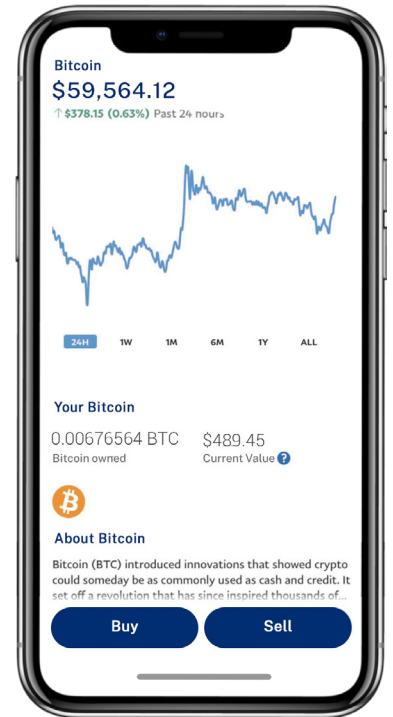 Bitcoin
$59,564.12
↑ $378.15 (0.63%) Past 24 hours
24H 1W 1M 6M 1Y ALL
Your Bitcoin
0.00676564 BTC $489.45
Bitcoin owned Current Value ?
₿
About Bitcoin
Bitcoin (BTC) introduced innovations that showed crypto
could someday be as commonly used as cash and credit. It
set off a revolution that has since inspired thousands of...
Buy Sell